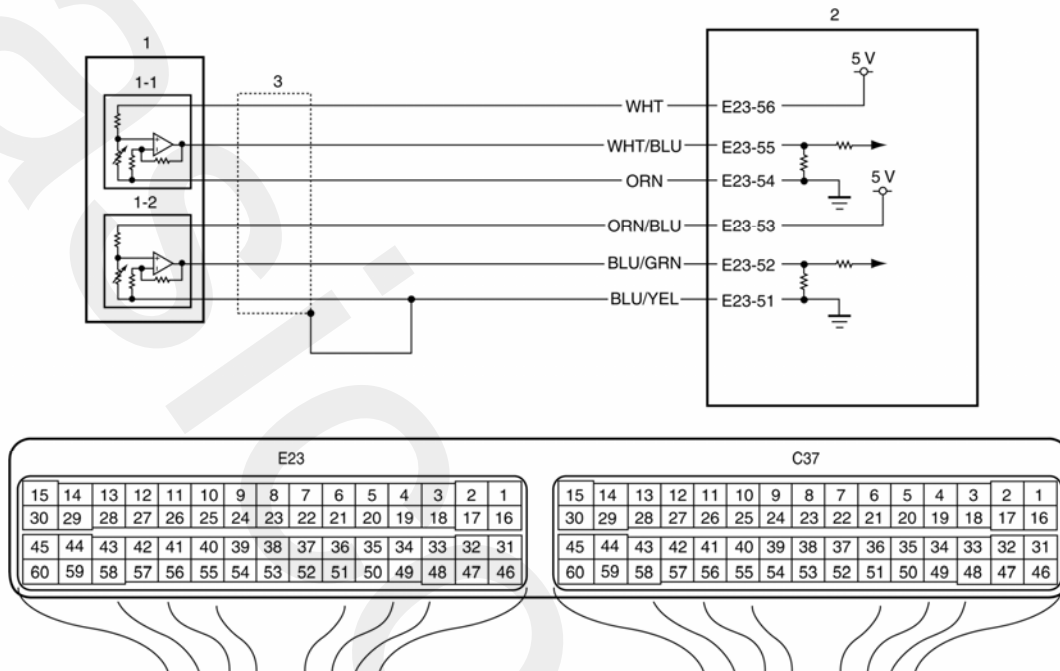 2
1
5 V
1-1
3
WHT E23-56
WHT/BLU E23-55
ORN E23-54
5 V
1-2
ORN/BLU E23-53
BLU/GRN E23-52
BLU/YEL E23-51
E23 C37
15 14 13 12 11 10 9 8 7 6 5 4 3 2 1 15 14 13 12 11 10 9 8 7 6 5 4 3 2 1
30 29 28 27 26 25 24 23 22 21 20 19 18 17 16 30 29 28 27 26 25 24 23 22 21 20 19 18 17 16
45 44 43 42 41 40 39 38 37 36 35 34 33 32 31 45 44 43 42 41 40 39 38 37 36 35 34 33 32 31
60 59 58 57 56 55 54 53 52 51 50 49 48 47 46 60 59 58 57 56 55 54 53 52 51 50 49 48 47 46